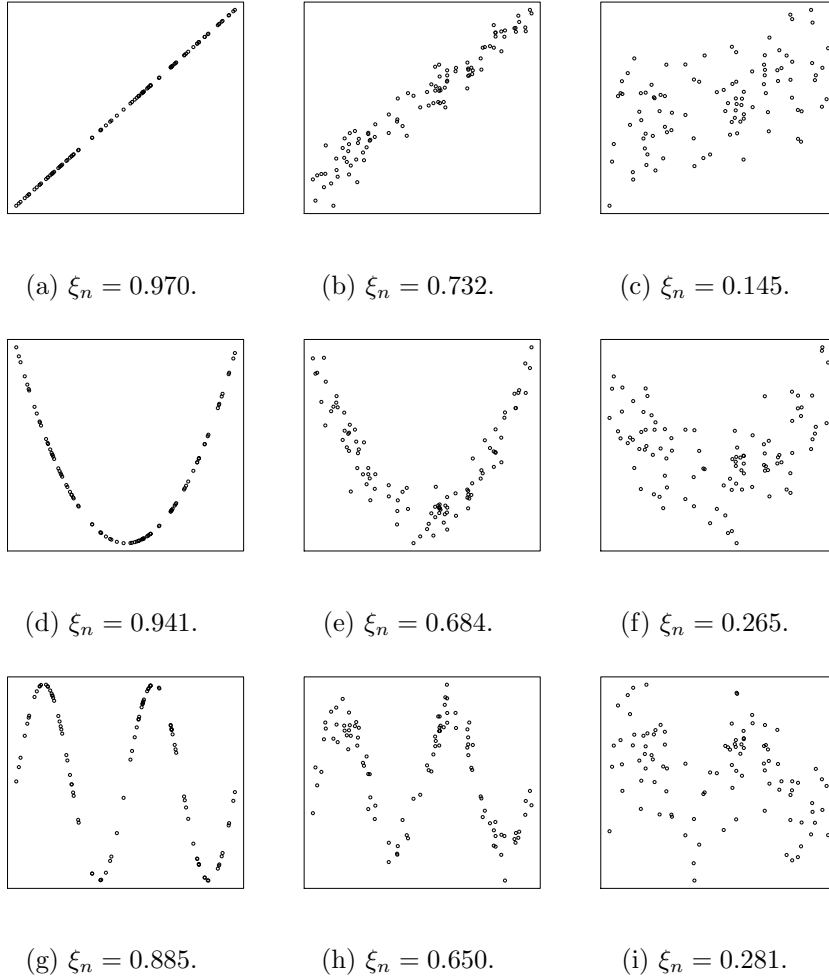 (a) ξₙ = 0.970. (b) ξₙ = 0.732. (c) ξₙ = 0.145.
(d) ξₙ = 0.941. (e) ξₙ = 0.684. (f) ξₙ = 0.265.
(g) ξₙ = 0.885. (h) ξₙ = 0.650. (i) ξₙ = 0.281.